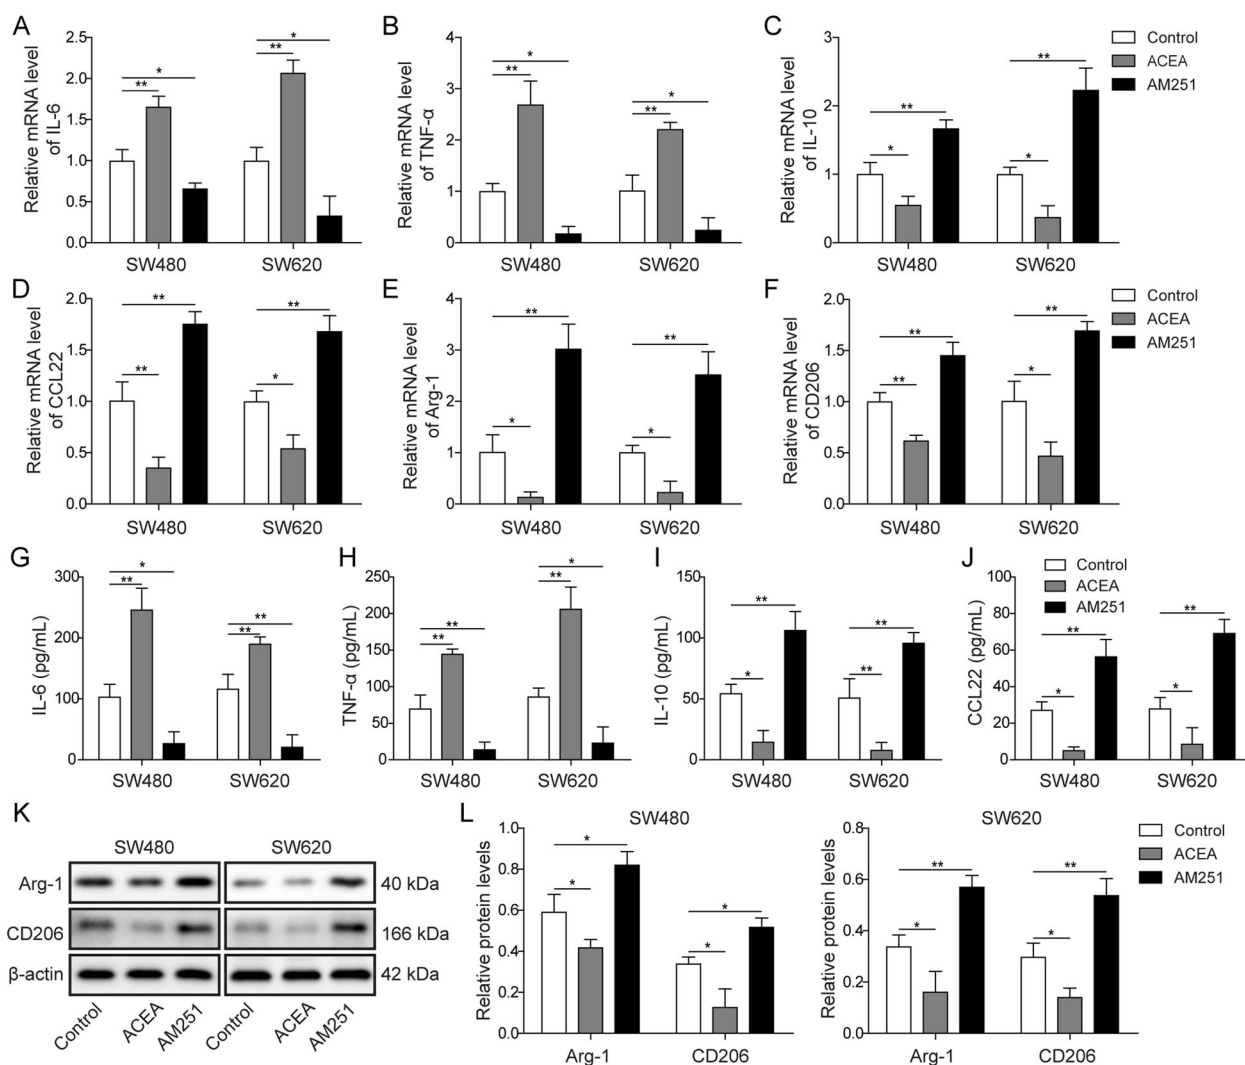 A
Relative mRNA level
of IL-6
2.5
2.0
1.5
1.0
0.5
0.0
*
**
*
**
SW480
SW620
B
Relative mRNA level
of TNF-α
4
3
2
1
0
*
**
*
**
SW480
SW620
C
Relative mRNA level
of IL-10
3
2
1
0
**
*
**
*
SW480
SW620
Control
ACEA
AM251
D
Relative mRNA level
of CCL22
2.0
1.5
1.0
0.5
0.0
**
**
**
*
SW480
SW620
E
Relative mRNA level
of Arg-1
4
3
2
1
0
**
*
**
*
SW480
SW620
F
Relative mRNA level
of CD206
2.0
1.5
1.0
0.5
0.0
**
**
**
*
SW480
SW620
Control
ACEA
AM251
G
IL-6 (pg/mL)
300
200
100
0
*
**
**
**
SW480
SW620
H
TNF-α (pg/mL)
250
200
150
100
50
0
**
**
*
**
SW480
SW620
I
IL-10 (pg/mL)
150
100
50
0
**
*
**
**
SW480
SW620
J
CCL22 (pg/mL)
80
60
40
20
0
**
*
**
*
SW480
SW620
Control
ACEA
AM251
K
SW480
SW620
Arg-1
40 kDa
CD206
166 kDa
β-actin
42 kDa
Control
ACEA
AM251
Control
ACEA
AM251
L
SW480
Relative protein levels
1.0
0.8
0.6
0.4
0.2
0.0
*
*
*
*
Arg-1
CD206
SW620
Relative protein levels
0.8
0.6
0.4
0.2
0.0
**
*
**
*
Arg-1
CD206
Control
ACEA
AM251